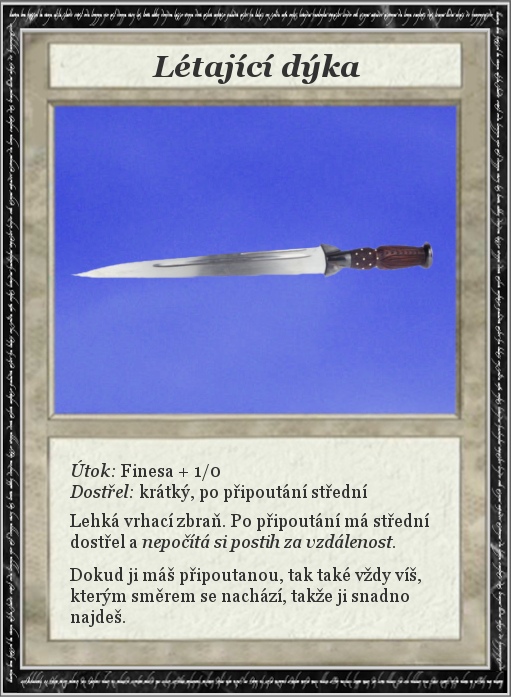 Létající dýka
Útok: Finesa + 1/0
Dostřel: krátký, po připoutání střední
Lehká vrhací zbraň. Po připoutání má střední
dostřel a nepočítá si postih za vzdálenost.
Dokud ji máš připoutanou, tak také vždy víš,
kterým směrem se nachází, takže ji snadno
najdeš.